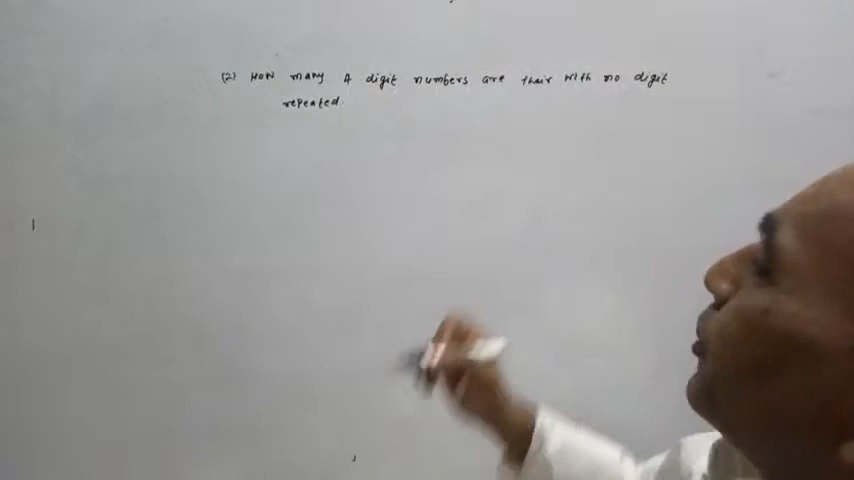 (2) How many 4 digit numbers are their with no digit
repeated.